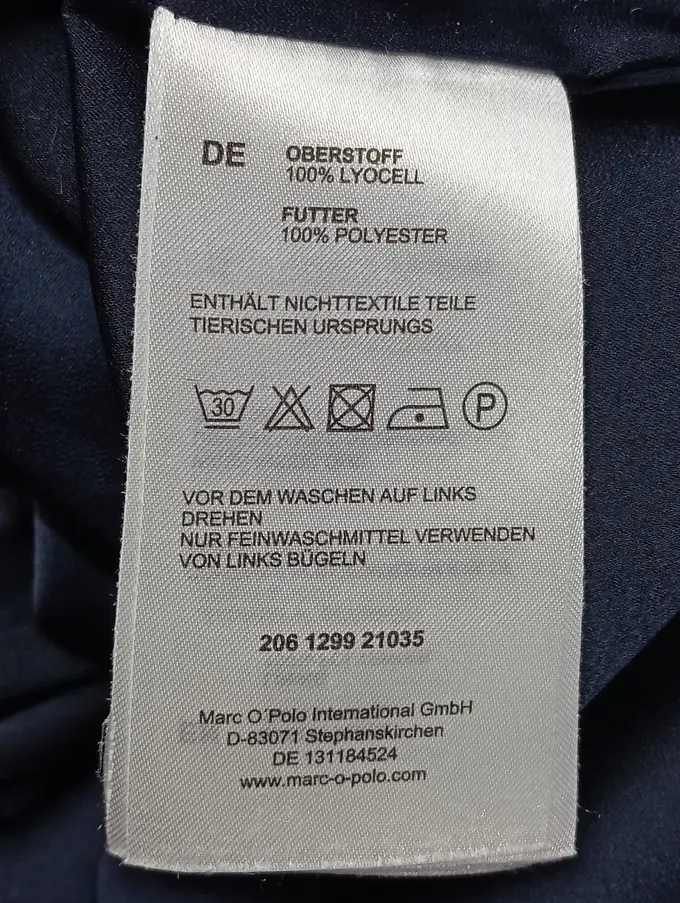 DE
OBERSTOFF
100% LYOCELL
FUTTER
100% POLYESTER
ENTHÄLT NICHTTEXTILE TEILE
TIERISCHEN URSPRUNGS
30 P
VOR DEM WASCHEN AUF LINKS
DREHEN
NUR FEINWASCHMITTEL VERWENDEN
VON LINKS BÜGELN
206 1299 21035
Marc O´Polo International GmbH
D-83071 Stephanskirchen
DE 131184524
www.marc-o-polo.com